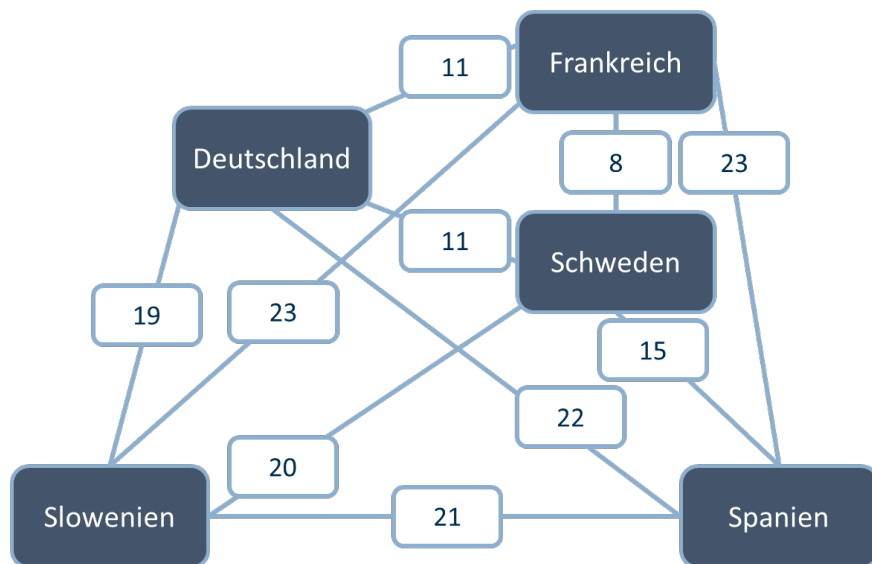 Frankreich
11
Deutschland
8
23
11
Schweden
19
23
15
22
20
Slowenien
21
Spanien